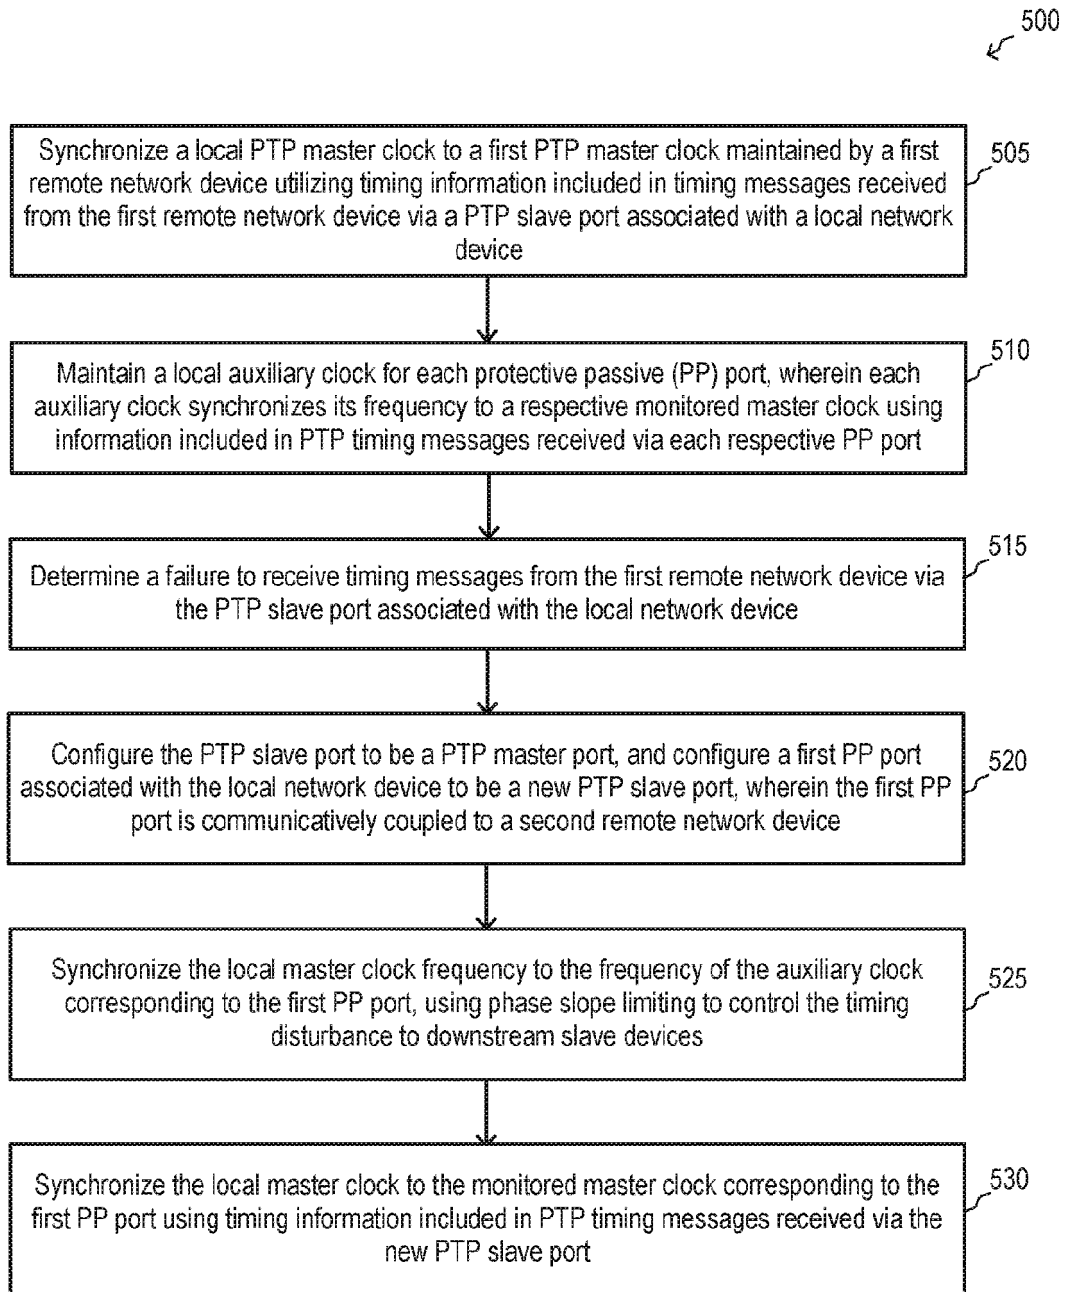 500
Synchronize a local PTP master clock to a first PTP master clock maintained by a first
remote network device utilizing timing information included in timing messages received
from the first remote network device via a PTP slave port associated with a local network
device
505
Maintain a local auxiliary clock for each protective passive (PP) port, wherein each
auxiliary clock synchronizes its frequency to a respective monitored master clock using
information included in PTP timing messages received via each respective PP port
510
Determine a failure to receive timing messages from the first remote network device via
the PTP slave port associated with the local network device
515
Configure the PTP slave port to be a PTP master port, and configure a first PP port
associated with the local network device to be a new PTP slave port, wherein the first PP
port is communicatively coupled to a second remote network device
520
Synchronize the local master clock frequency to the frequency of the auxiliary clock
corresponding to the first PP port, using phase slope limiting to control the timing
disturbance to downstream slave devices
525
Synchronize the local master clock to the monitored master clock corresponding to the
first PP port using timing information included in PTP timing messages received via the
new PTP slave port
530